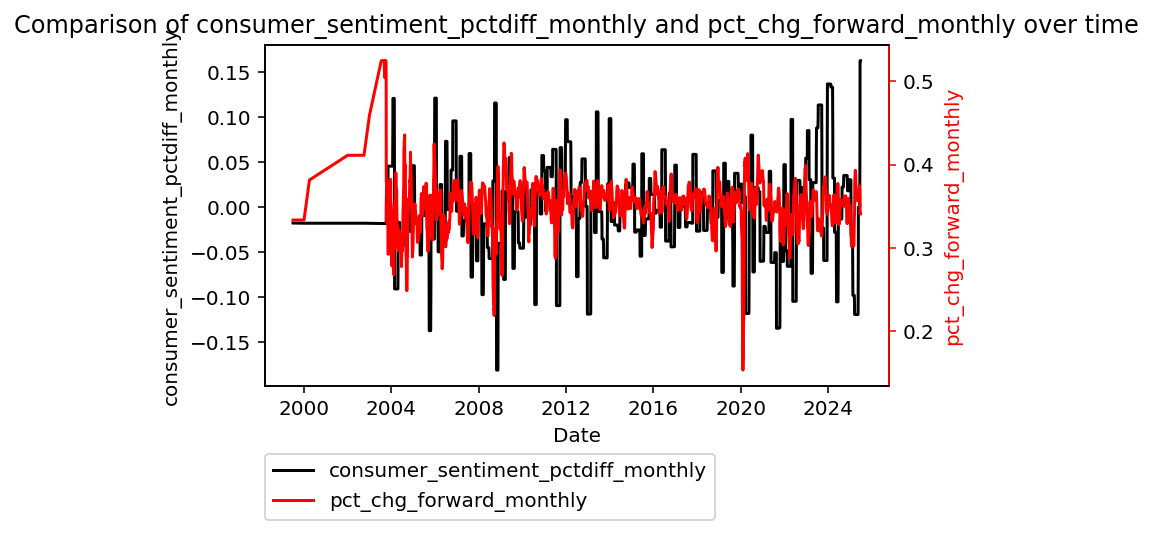 Comparison of consumer_sentiment_pctdiff_monthly and pct_chg_forward_monthly over time
consumer_sentiment_pctdiff_monthly
0.15
0.10
0.05
0.00
−0.05
−0.10
−0.15
0.5
0.4
0.3
0.2
pct_chg_forward_monthly
2000 2004 2008 2012 2016 2020 2024
Date
consumer_sentiment_pctdiff_monthly
pct_chg_forward_monthly